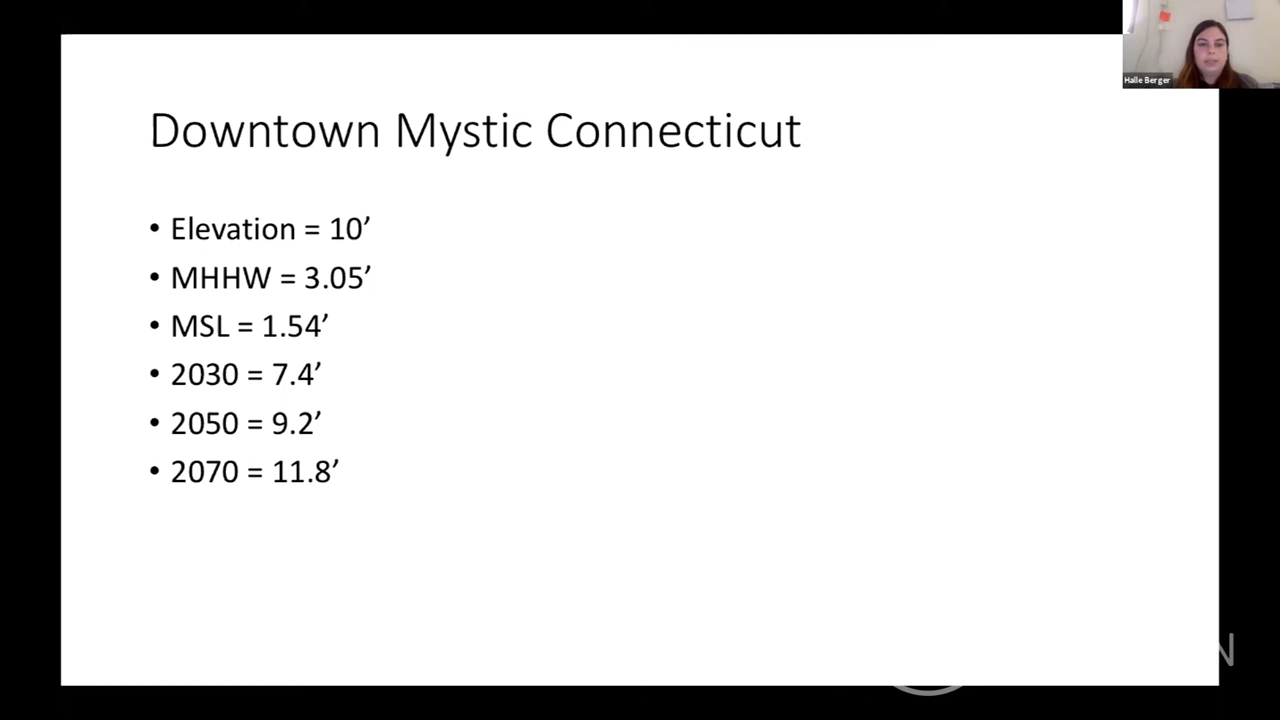 Halle Berger
Downtown Mystic Connecticut
• Elevation = 10’
• MHHW = 3.05’
• MSL = 1.54’
• 2030 = 7.4’
• 2050 = 9.2’
• 2070 = 11.8’